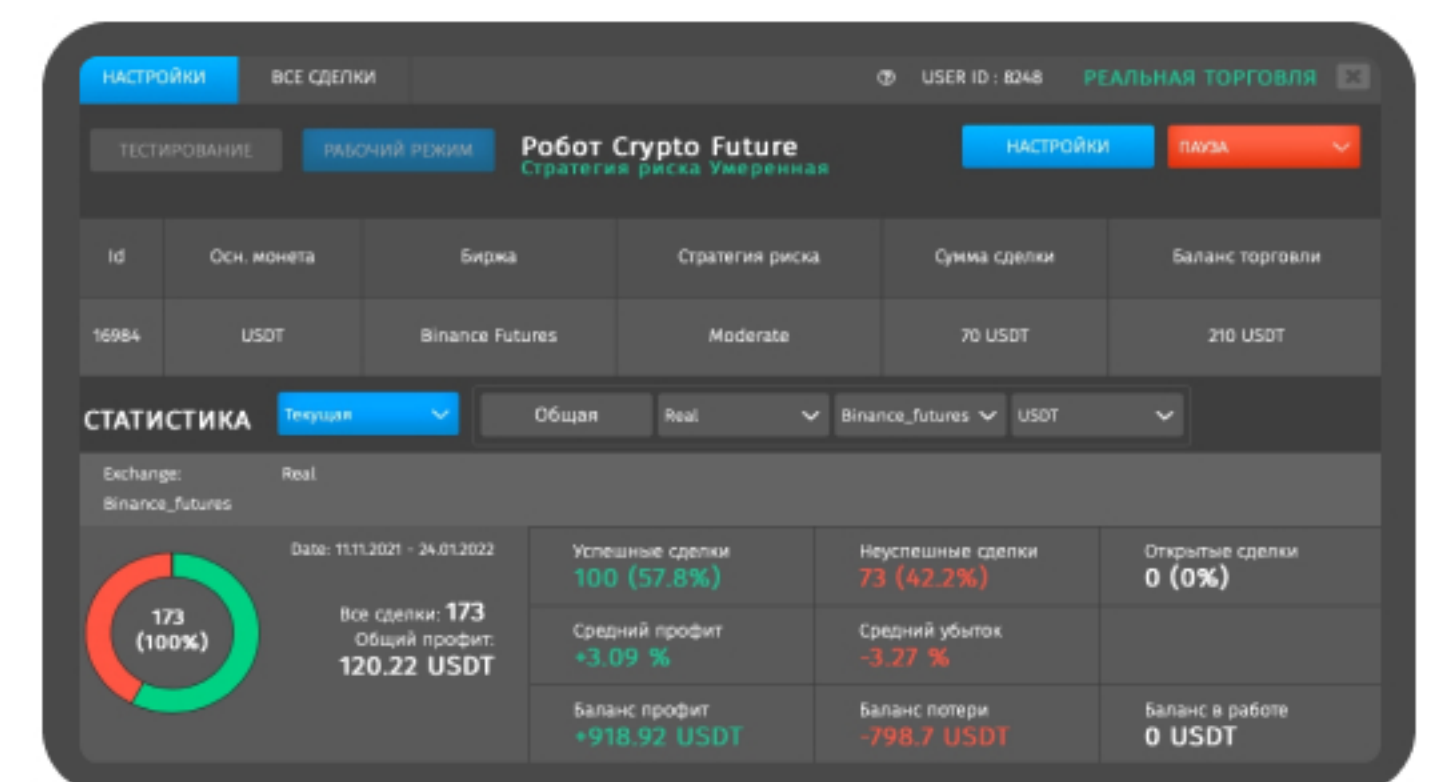 НАСТРОЙКИ ВСЕ СДЕЛКИ USER ID : 8248 РЕАЛЬНАЯ ТОРГОВЛЯ
ТЕСТИРОВАНИЕ РАБОЧИЙ РЕЖИМ Робот Crypto Future НАСТРОЙКИ ПАУЗА
Стратегия риска Умеренная
Id Осн. монета Биржа Стратегия риска Сумма сделки Баланс торговли
16984 USDT Binance Futures Moderate 70 USDT 210 USDT
СТАТИСТИКА Текущая Общая Real Binance_futures USDT
Exchange: Real
Binance_futures
173
(100%)
Date: 11.11.2021 - 24.01.2022
Все сделки: 173
Общий профит:
120.22 USDT
Успешные сделки Неуспешные сделки Открытые сделки
100 (57.8%) 73 (42.2%) 0 (0%)
Средний профит Средний убыток
+3.09 % -3.27 %
Баланс профит Баланс потери Баланс в работе
+918.92 USDT -798.7 USDT 0 USDT